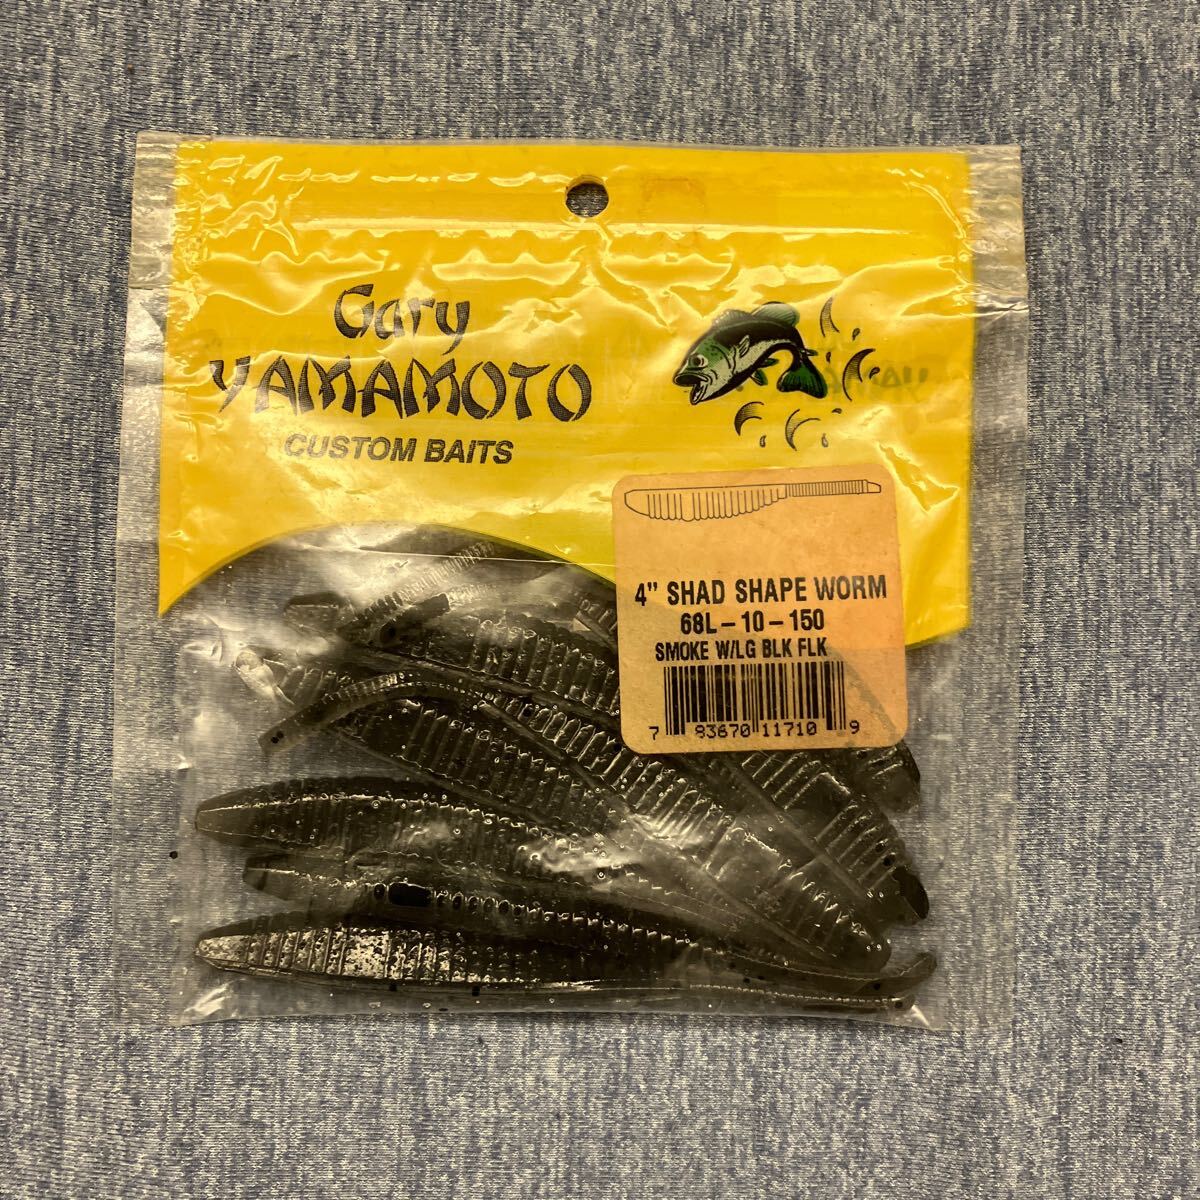 Gary
YAMAMOTO
CUSTOM BAITS
4" SHAD SHAPE WORM
68L-10-150
SMOKE W/LG BLK FLK
7 83670 11710 9